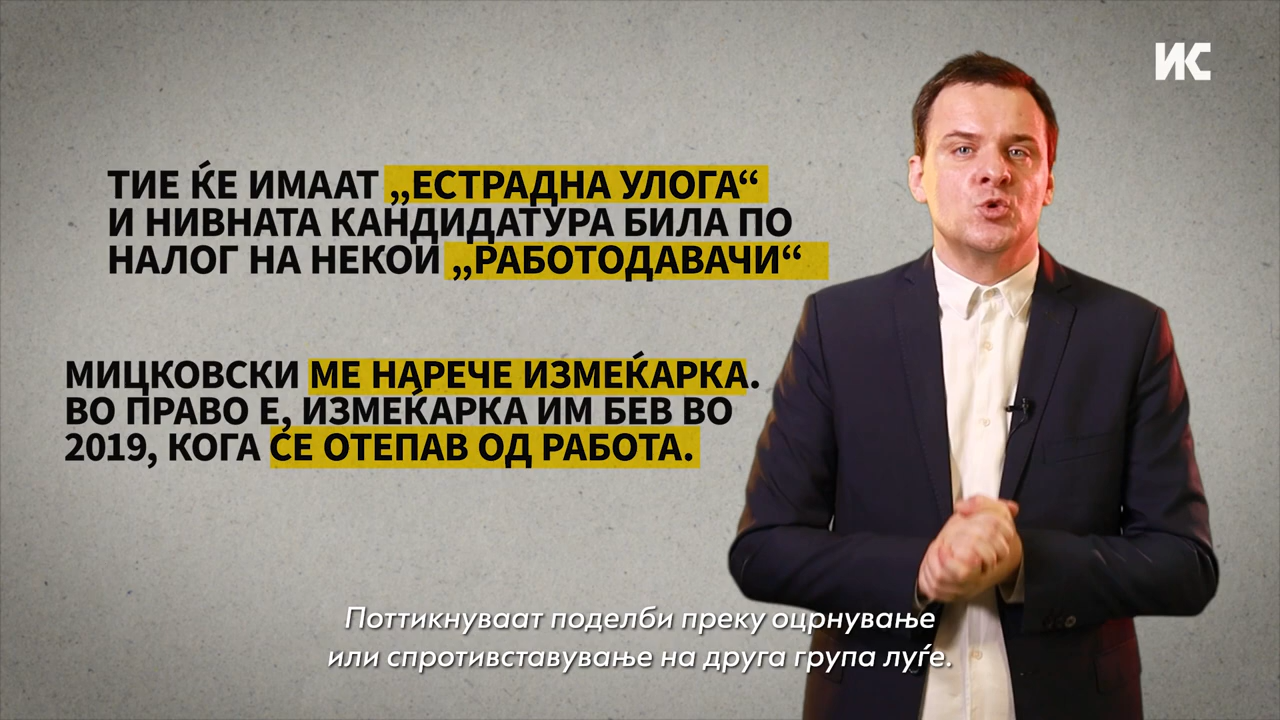 ИС
ТИЕ ЌЕ ИМААТ „ЕСТРАДНА УЛОГА“
И НИВНАТА КАНДИДАТУРА БИЛА ПО
НАЛОГ НА НЕКОИ „РАБОТОДАВАЧИ“
МИЦКОВСКИ МЕ НАРЕЧЕ ИЗМЕЌАРКА.
ВО ПРАВО Е, ИЗМЕЌАРКА ИМ БЕВ ВО
2019, КОГА СЕ ОТЕПАВ ОД РАБОТА.
Поттикнуваат поделби преку оцрнување
или спротивставување на друга група луѓе.